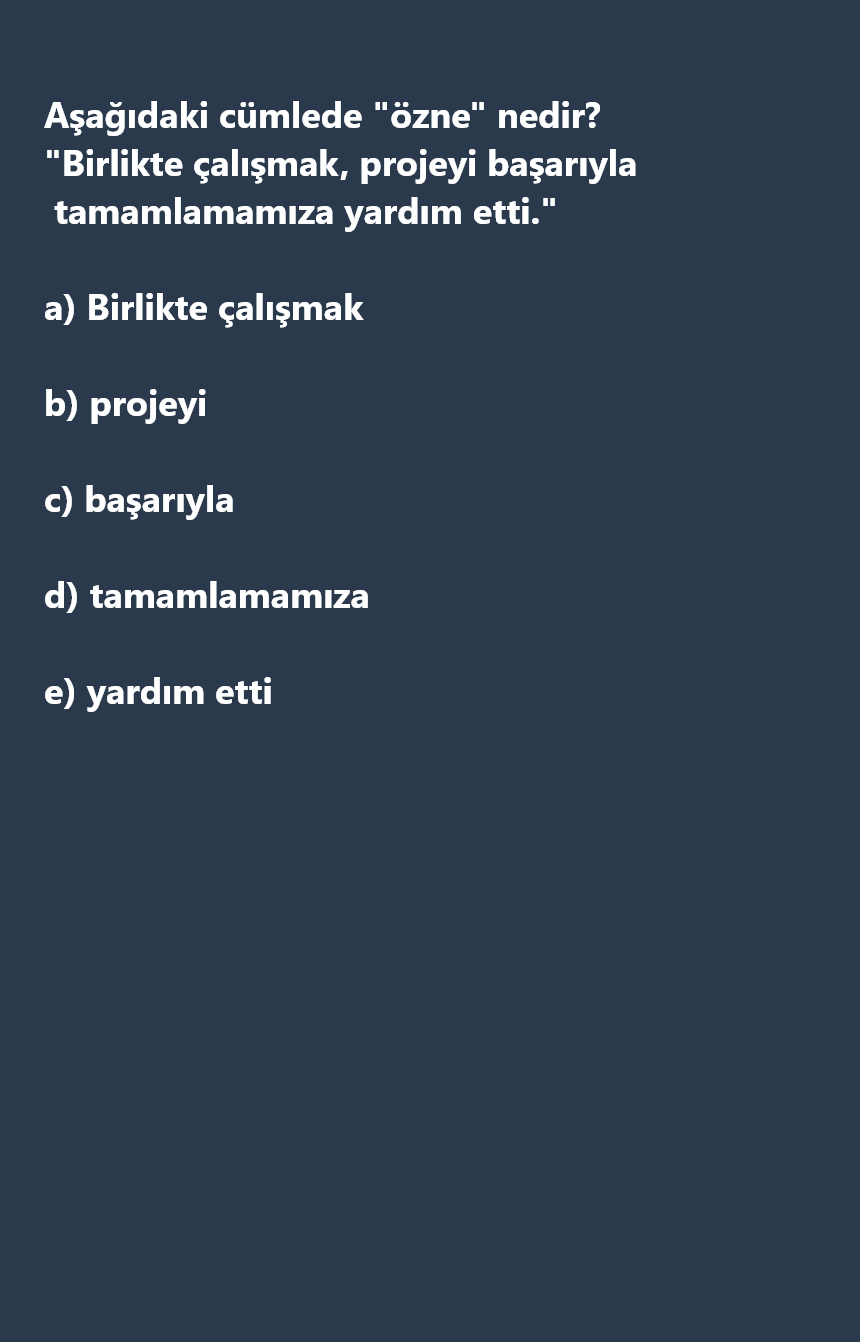 Aşağıdaki cümlede "özne" nedir?
"Birlikte çalışmak, projeyi başarıyla
tamamlamamıza yardım etti."
a) Birlikte çalışmak
b) projeyi
c) başarıyla
d) tamamlamamıza
e) yardım etti